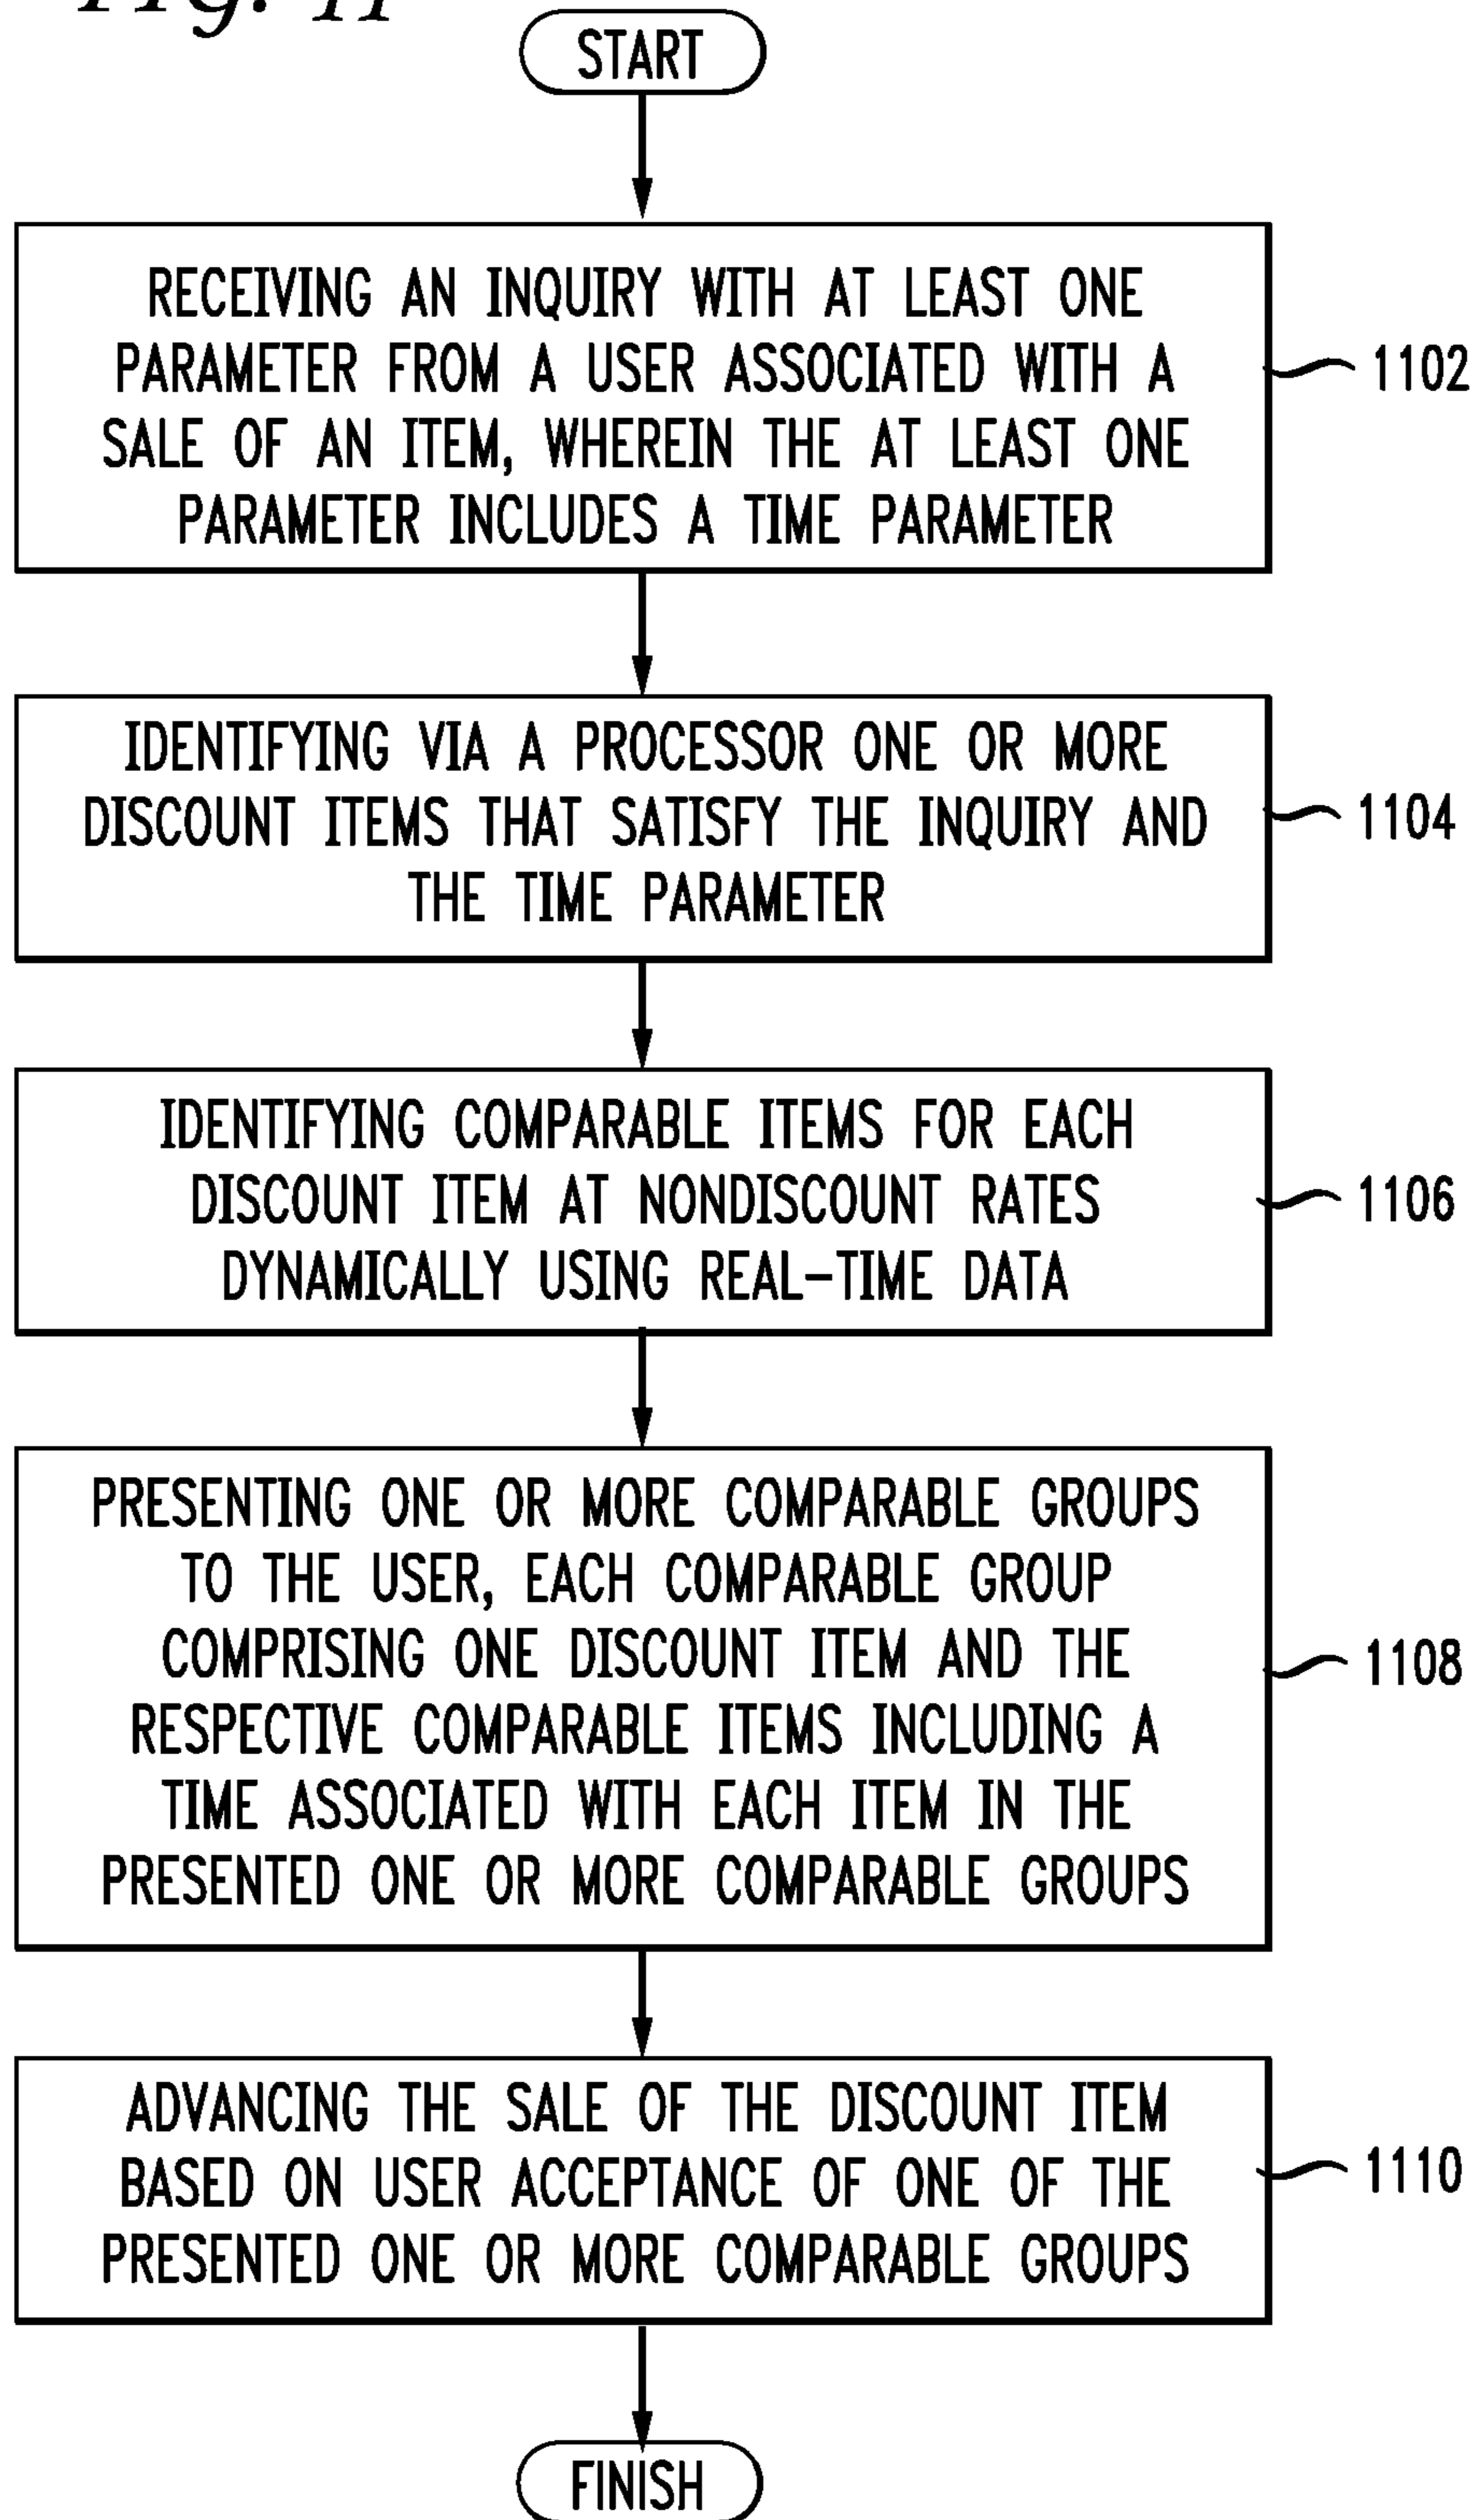 Fig. 11
START
RECEIVING AN INQUIRY WITH AT LEAST ONE
PARAMETER FROM A USER ASSOCIATED WITH A
SALE OF AN ITEM, WHEREIN THE AT LEAST ONE
PARAMETER INCLUDES A TIME PARAMETER
1102
IDENTIFYING VIA A PROCESSOR ONE OR MORE
DISCOUNT ITEMS THAT SATISFY THE INQUIRY AND
THE TIME PARAMETER
1104
IDENTIFYING COMPARABLE ITEMS FOR EACH
DISCOUNT ITEM AT NONDISCOUNT RATES
DYNAMICALLY USING REAL-TIME DATA
1106
PRESENTING ONE OR MORE COMPARABLE GROUPS
TO THE USER, EACH COMPARABLE GROUP
COMPRISING ONE DISCOUNT ITEM AND THE
RESPECTIVE COMPARABLE ITEMS INCLUDING A
TIME ASSOCIATED WITH EACH ITEM IN THE
PRESENTED ONE OR MORE COMPARABLE GROUPS
1108
ADVANCING THE SALE OF THE DISCOUNT ITEM
BASED ON USER ACCEPTANCE OF ONE OF THE
PRESENTED ONE OR MORE COMPARABLE GROUPS
1110
FINISH